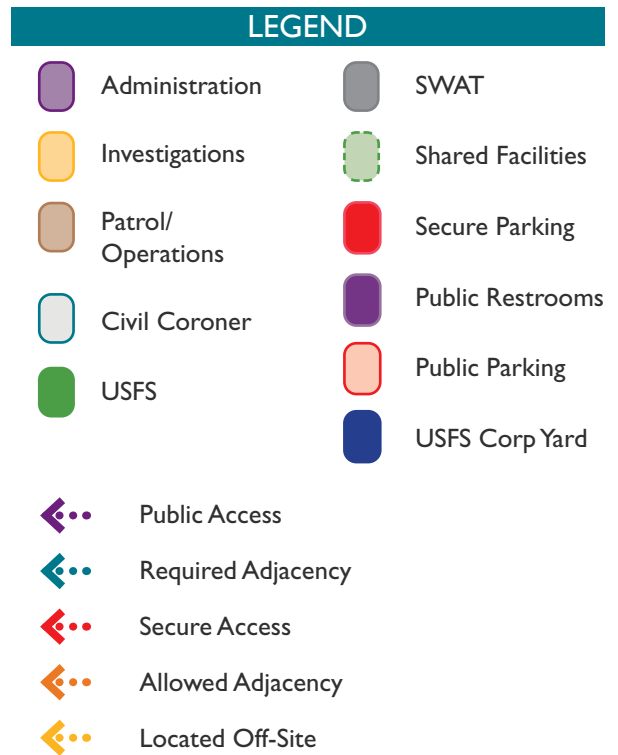 LEGEND
Administration
Investigations
Patrol/
Operations
Civil Coroner
USFS
SWAT
Shared Facilities
Secure Parking
Public Restrooms
Public Parking
USFS Corp Yard
Public Access
Required Adjacency
Secure Access
Allowed Adjacency
Located Off-Site